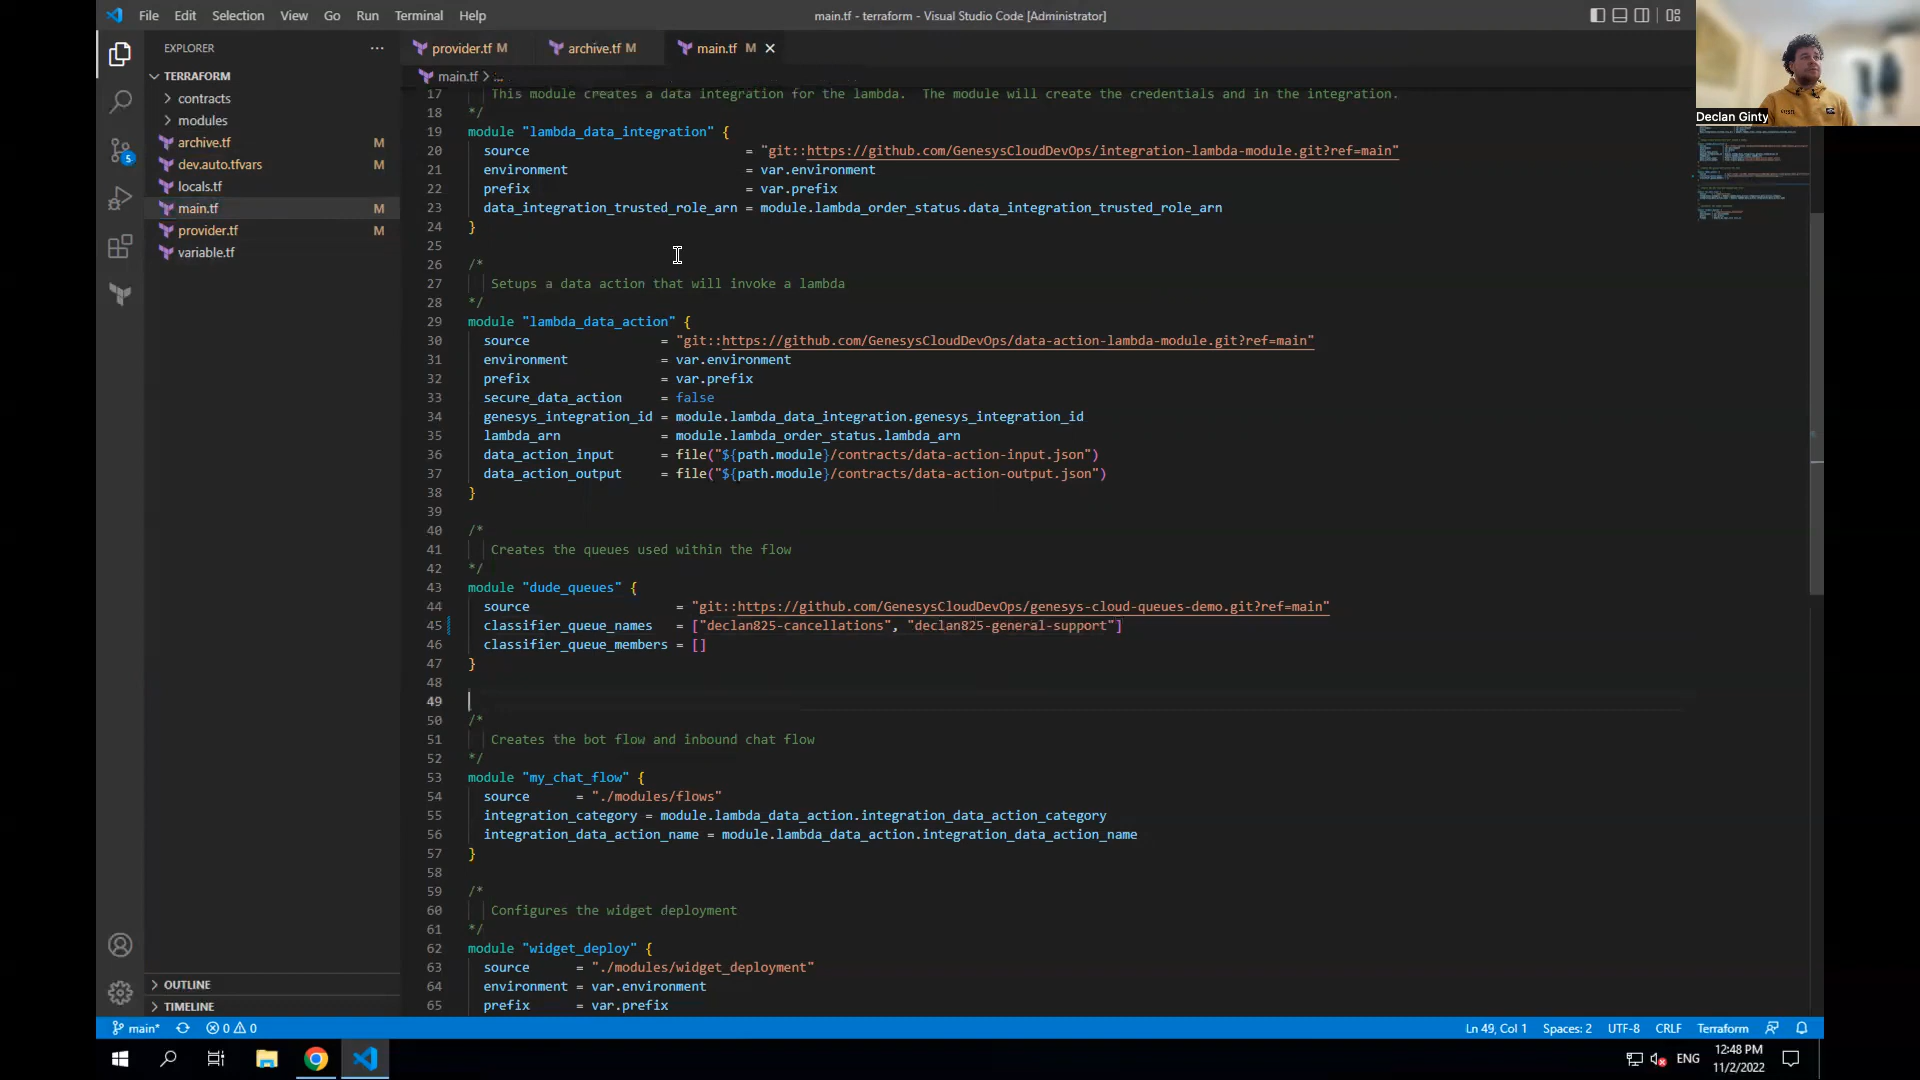 File Edit Selection View Go Run Terminal Help
main.tf - terraform - Visual Studio Code [Administrator]
EXPLORER
provider.tf M
archive.tf M
main.tf M
main.tf > ...
TERRAFORM
contracts
modules
archive.tf M
dev.auto.tfvars M
locals.tf
main.tf M
provider.tf M
variable.tf
OUTLINE
TIMELINE
17 This module creates a data integration for the lambda.  The module will create the credentials and in the integration.
18 */
19 module "lambda_data_integration" {
20 source = "git::https://github.com/GenesysCloudDevOps/integration-lambda-module.git?ref=main"
21 environment = var.environment
22 prefix = var.prefix
23 data_integration_trusted_role_arn = module.lambda_order_status.data_integration_trusted_role_arn
24 }
25
26 /*
27 Setups a data action that will invoke a lambda
28 */
29 module "lambda_data_action" {
30 source = "git::https://github.com/GenesysCloudDevOps/data-action-lambda-module.git?ref=main"
31 environment = var.environment
32 prefix = var.prefix
33 secure_data_action = false
34 genesys_integration_id = module.lambda_data_integration.genesys_integration_id
35 lambda_arn = module.lambda_order_status.lambda_arn
36 data_action_input = file("${path.module}/contracts/data-action-input.json")
37 data_action_output = file("${path.module}/contracts/data-action-output.json")
38 }
39
40 /*
41 Creates the queues used within the flow
42 */
43 module "dude_queues" {
44 source = "git::https://github.com/GenesysCloudDevOps/genesys-cloud-queues-demo.git?ref=main"
45 classifier_queue_names = ["declan825-cancellations", "declan825-general-support"]
46 classifier_queue_members = []
47 }
48
49
50 /*
51 Creates the bot flow and inbound chat flow
52 */
53 module "my_chat_flow" {
54 source = "./modules/flows"
55 integration_category = module.lambda_data_action.integration_data_action_category
56 integration_data_action_name = module.lambda_data_action.integration_data_action_name
57 }
58
59 /*
60 Configures the widget deployment
61 */
62 module "widget_deploy" {
63 source = "./modules/widget_deployment"
64 environment = var.environment
65 prefix = var.prefix
Declan Ginty
5
main* 0 0
Ln 49, Col 1 Spaces: 2 UTF-8 CRLF Terraform
ENG
12:48 PM
11/2/2022